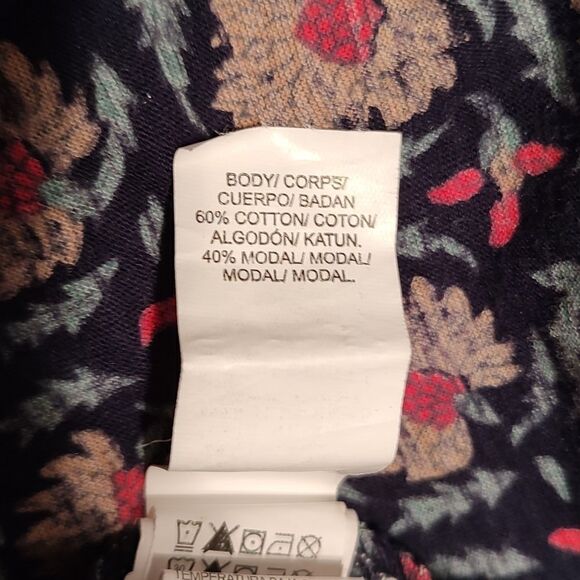 BODY/ CORPS/
CUERPO/ BADAN
60% COTTON/ COTON/
ALGODÓN/ KATUN.
40% MODAL/ MODAL/
MODAL/ MODAL.